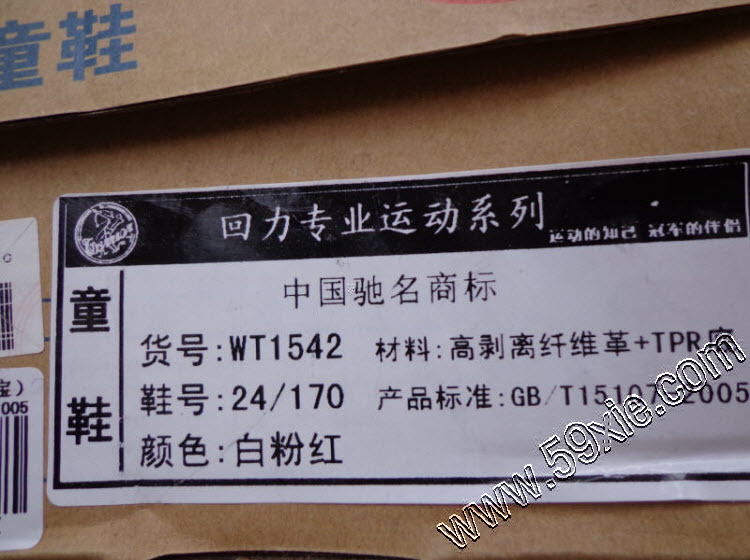 童鞋
回力专业运动系列
运动的知己 冠军的伴侣
童鞋
中国驰名商标
货号:WT1542 材料:高剥离纤维革+TPR底
鞋号:24/170 产品标准:GB/T15107-2005
颜色:白粉红
宝)
005
www.59xie.com